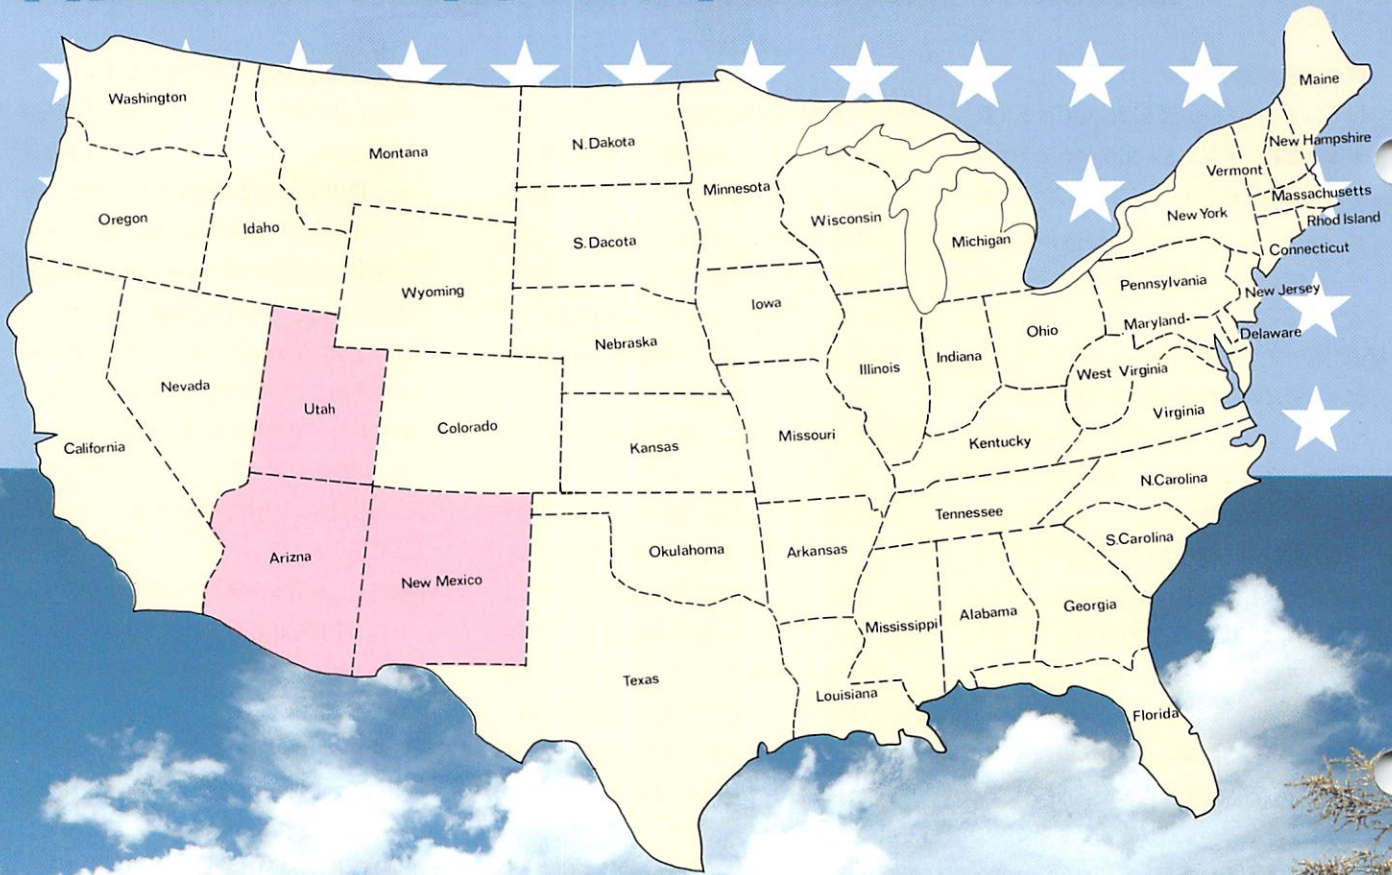 Maine
Washington
New Hampshire
N.Dakota
Montana
Vermont
Minnesota
Massachusetts
New York
Wisconsin
Rhod Island
Oregon
Idaho
Michigan
S.Dacota
Connecticut
Pennsylvania
Wyoming
New Jersey
Iowa
Maryland
Ohio
Delaware
Nebraska
Indiana
Illinois
West Virginia
Nevada
Utah
Virginia
Colorado
Missouri
Kentucky
Kansas
California
N.Carolina
Tennessee
S.Carolina
Okulahoma
Arkansas
Arizna
New Mexico
Georgia
Alabama
Mississippi
Texas
Louisiana
Florida